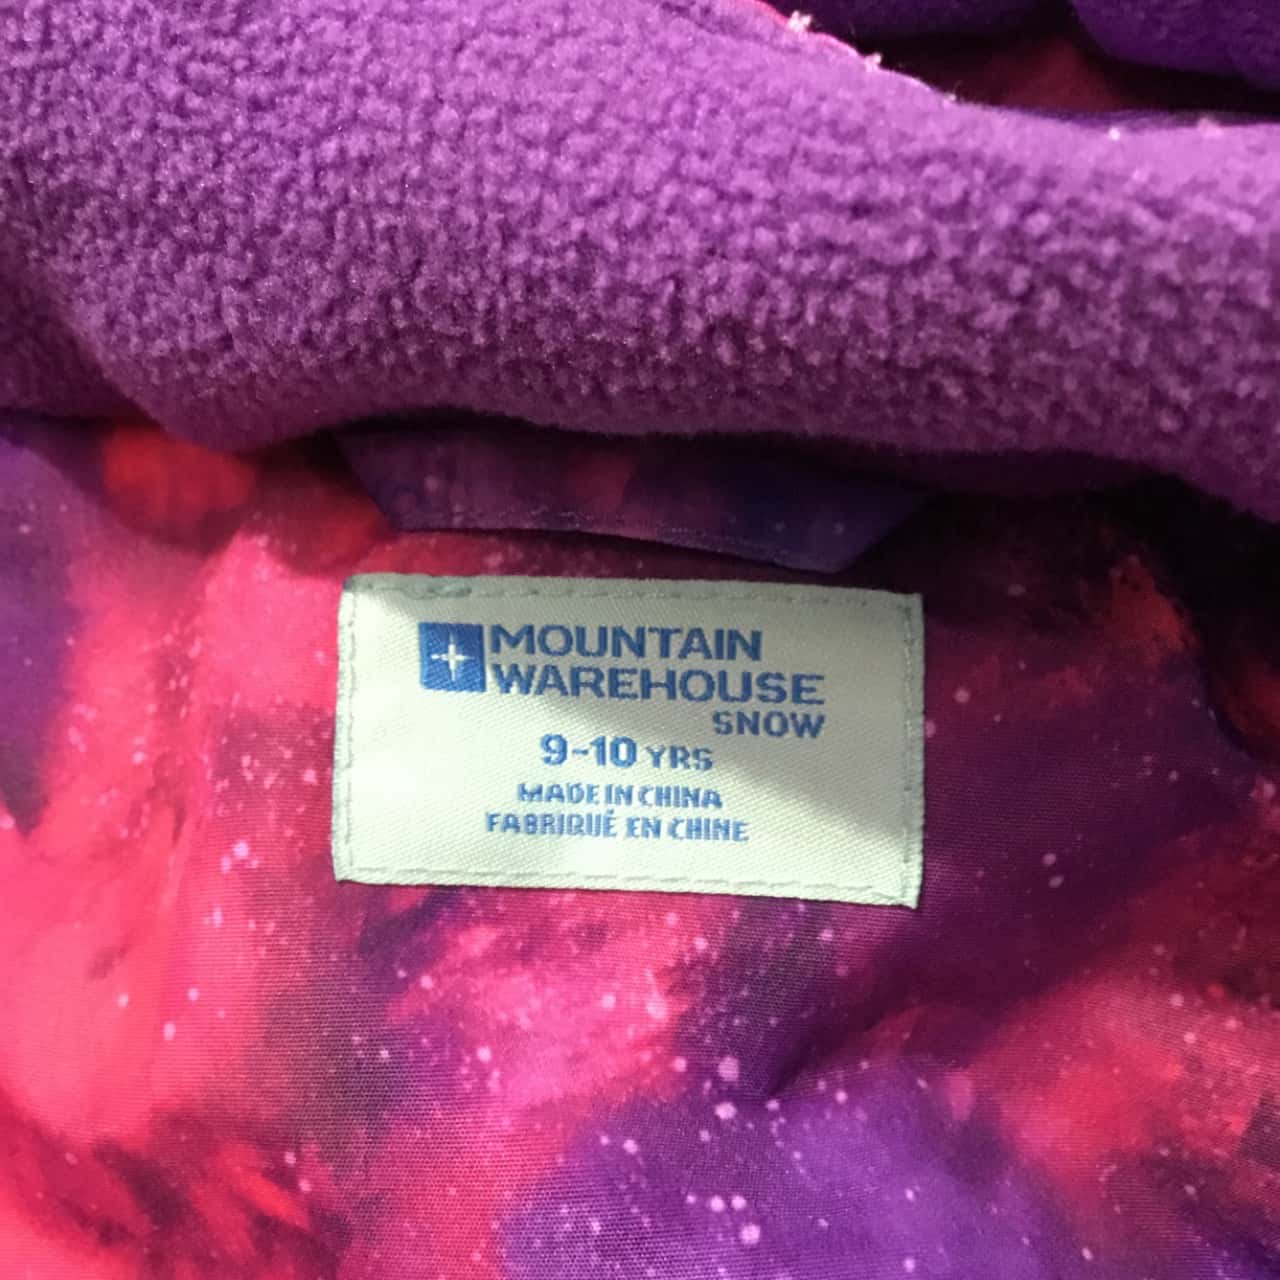 MOUNTAIN
WAREHOUSE
SNOW
9-10 YRS
MADE IN CHINA
FABRIQUÉ EN CHINE